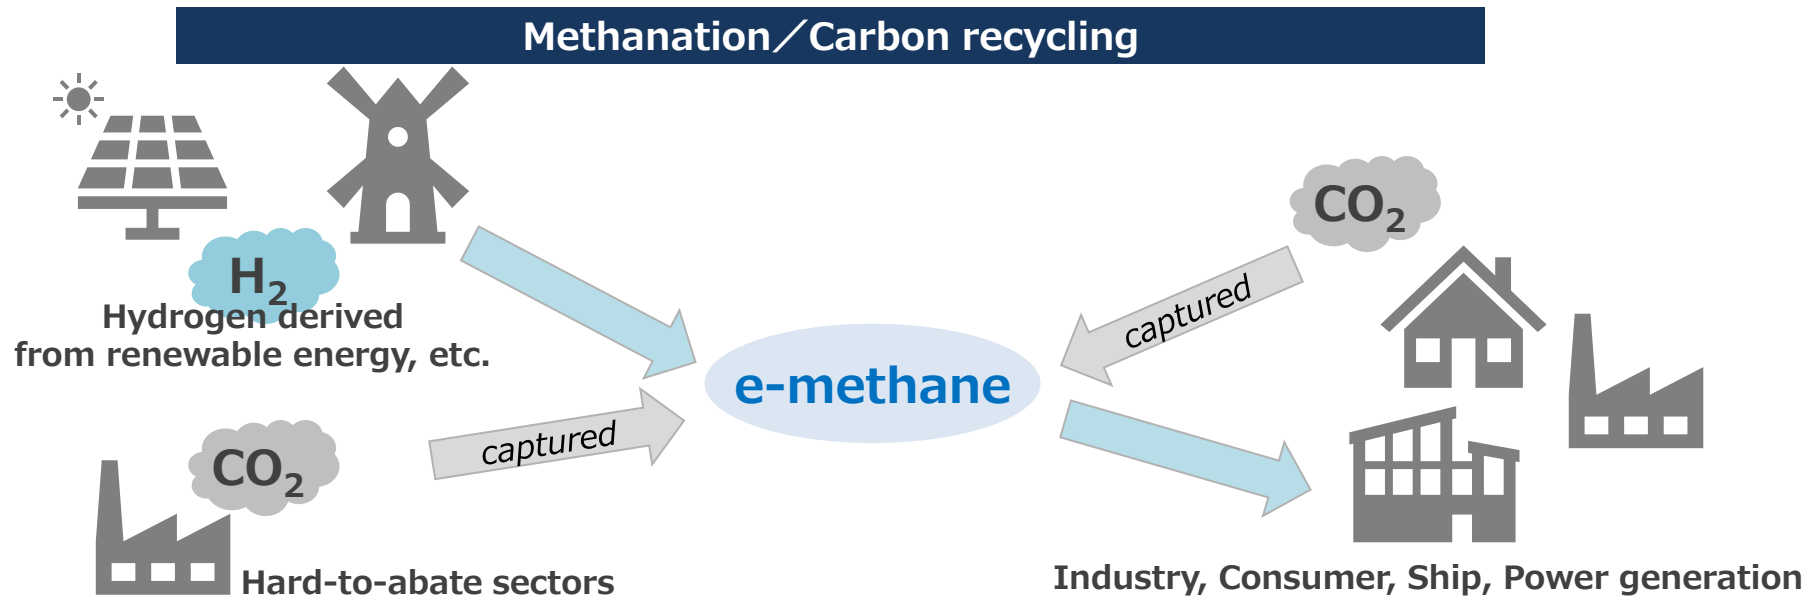 Methanation／Carbon recycling
H2
Hydrogen derived
from renewable energy, etc.
CO2
captured
Hard-to-abate sectors
e-methane
CO2
captured
Industry, Consumer, Ship, Power generation